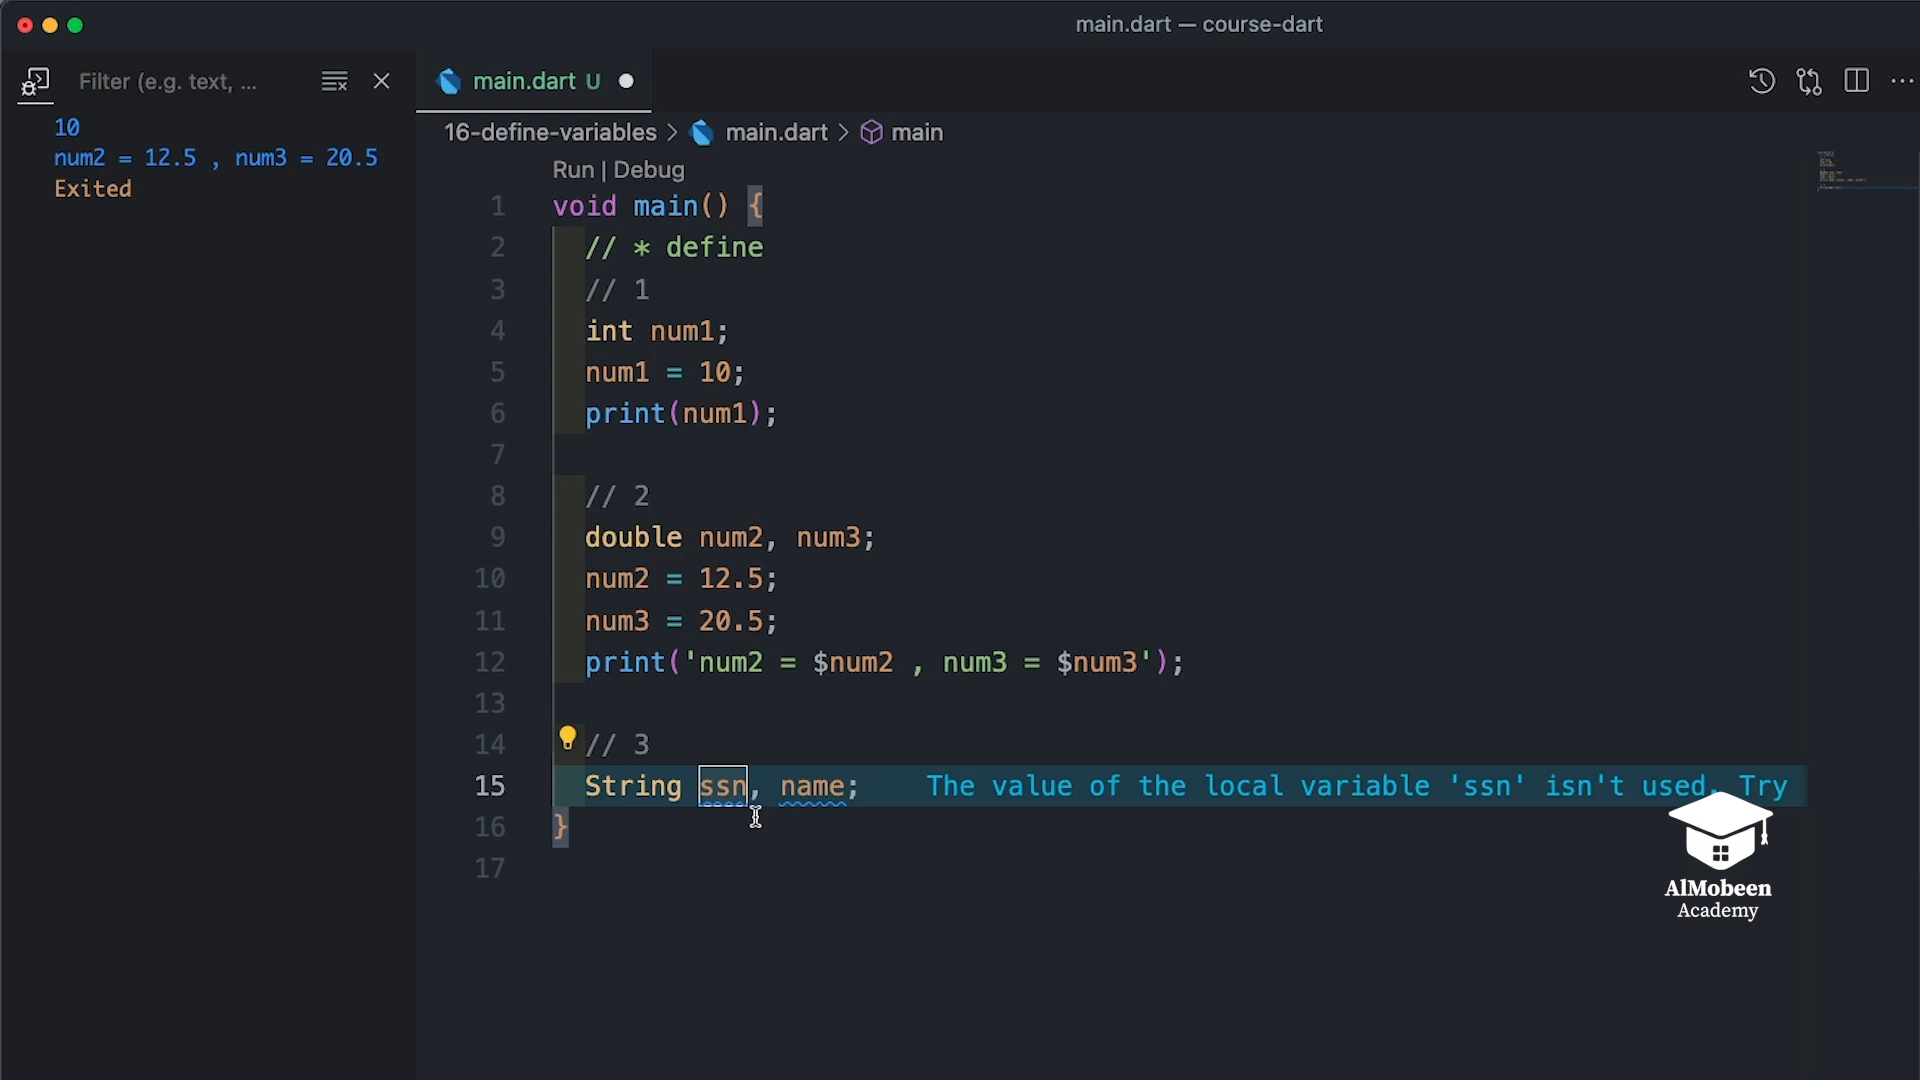 main.dart — course-dart
Filter (e.g. text, ...
main.dart U
10
num2 = 12.5 , num3 = 20.5
Exited
16-define-variables > main.dart > main
Run | Debug
1 void main() {
2 // * define
3 // 1
4 int num1;
5 num1 = 10;
6 print(num1);
7
8 // 2
9 double num2, num3;
10 num2 = 12.5;
11 num3 = 20.5;
12 print('num2 = $num2 , num3 = $num3');
13
14 // 3
15 String ssn, name; The value of the local variable 'ssn' isn't used. Try
16 }
17
AlMobeen
Academy